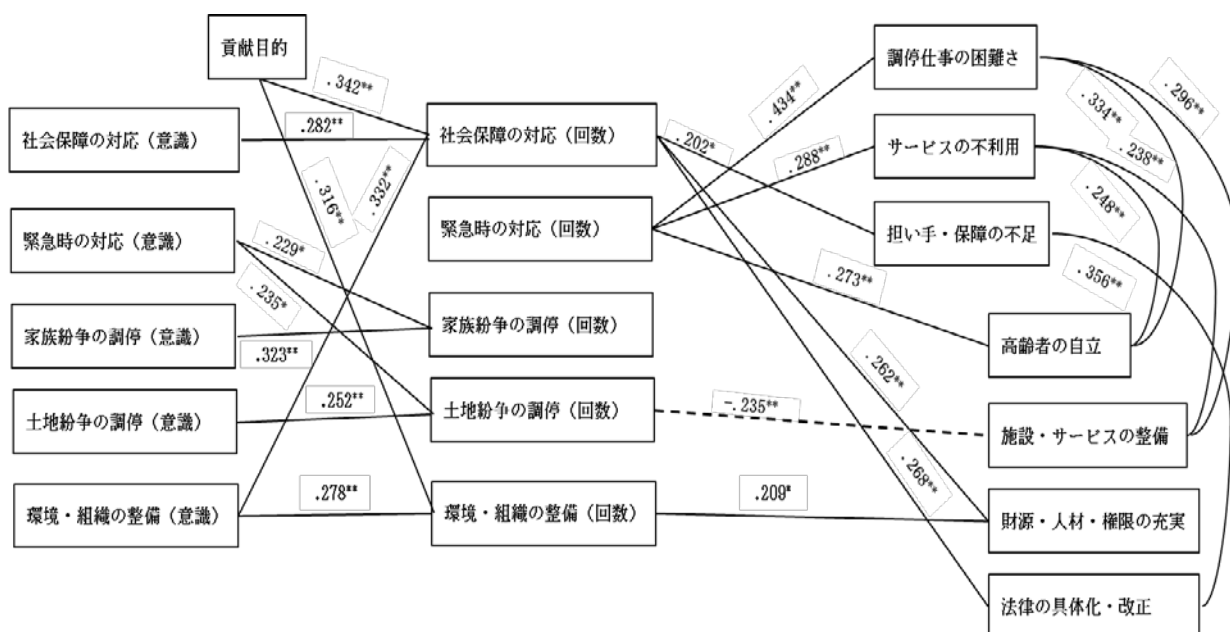 貢献目的
調停仕事の困難さ
.342**
.434**
.334**
.296**
社会保障の対応（意識）
.282**
社会保障の対応（回数）
.202*
サービスの不利用
.238**
.288**
.316**
.332**
.248**
緊急時の対応（意識）
.229*
緊急時の対応（回数）
担い手・保障の不足
.235*
.273**
.356**
家族紛争の調停（意識）
.323**
家族紛争の調停（回数）
高齢者の自立
.262**
土地紛争の調停（意識）
.252**
土地紛争の調停（回数）
-.235**
施設・サービスの整備
.268**
環境・組織の整備（意識）
.278**
環境・組織の整備（回数）
.209*
財源・人材・権限の充実
法律の具体化・改正